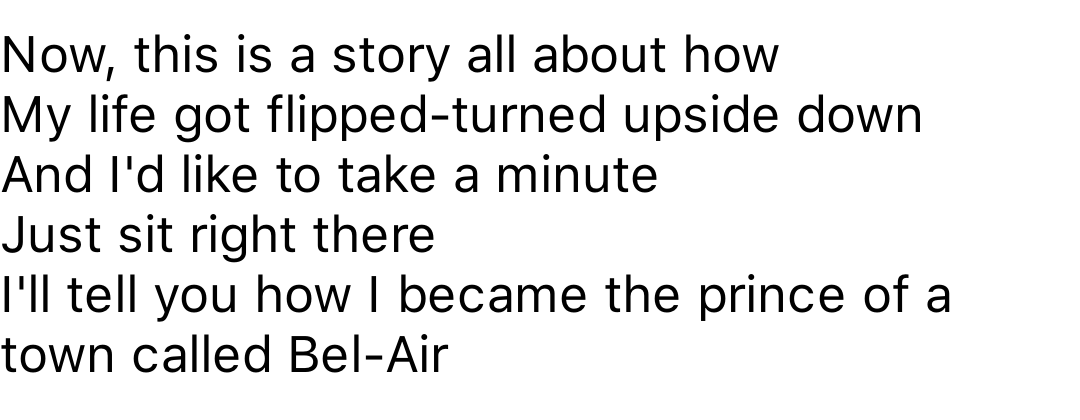 Now, this is a story all about how
My life got flipped-turned upside down
And I'd like to take a minute
Just sit right there
I'll tell you how I became the prince of a
town called Bel-Air